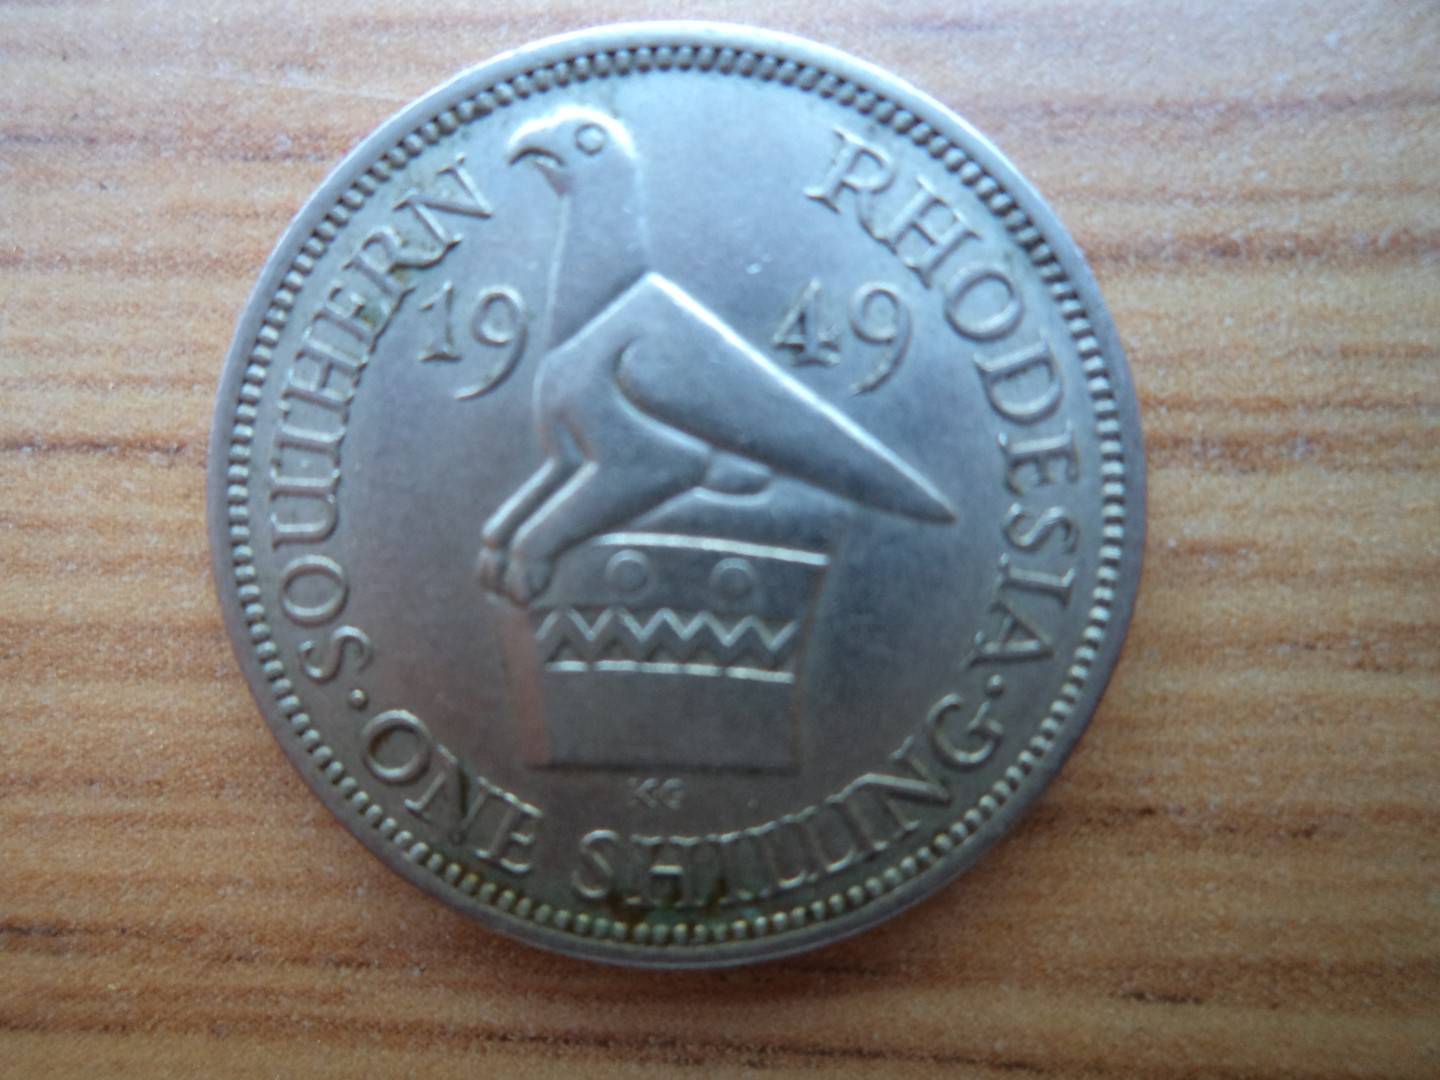 SOUTHERN RHODESIA
1949
KG
· ONE SHILLING ·